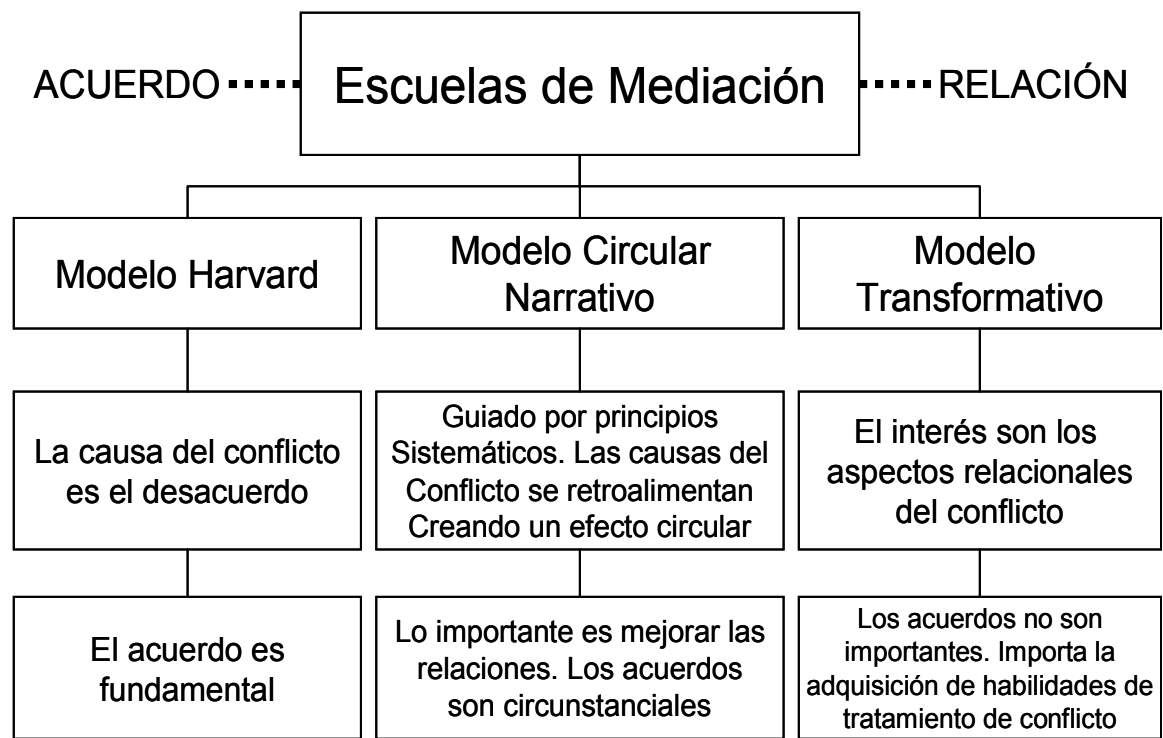 ACUERDO
Escuelas de Mediación
RELACIÓN
Modelo Harvard
Modelo Circular
Narrativo
Modelo
Transformativo
La causa del conflicto
es el desacuerdo
Guiado por principios
Sistemáticos. Las causas del
Conflicto se retroalimentan
Creando un efecto circular
El interés son los
aspectos relacionales
del conflicto
El acuerdo es
fundamental
Lo importante es mejorar las
relaciones. Los acuerdos
son circunstanciales
Los acuerdos no son
importantes. Importa la
adquisición de habilidades de
tratamiento de conflicto